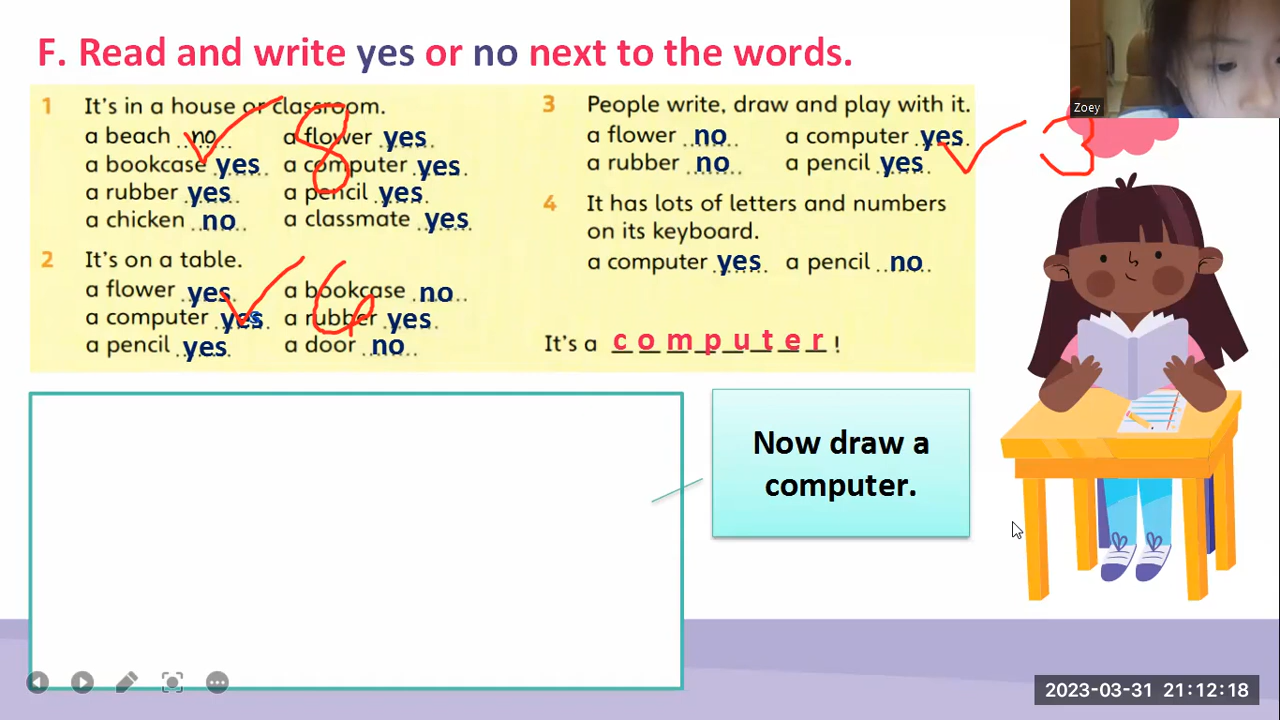 F. Read and write yes or no next to the words.
1 It's in a house or classroom.
a beach no a flower yes
a bookcase yes a computer yes
a rubber yes a pencil yes
a chicken no a classmate yes
2 It's on a table.
a flower yes a bookcase no
a computer yes a rubber yes
a pencil yes a door no
8
6
3 People write, draw and play with it.
a flower no a computer yes
a rubber no a pencil yes
3
4 It has lots of letters and numbers
on its keyboard.
a computer yes a pencil no
It's a computer!
Now draw a
computer.
Zoey
2023-03-31 21:12:18